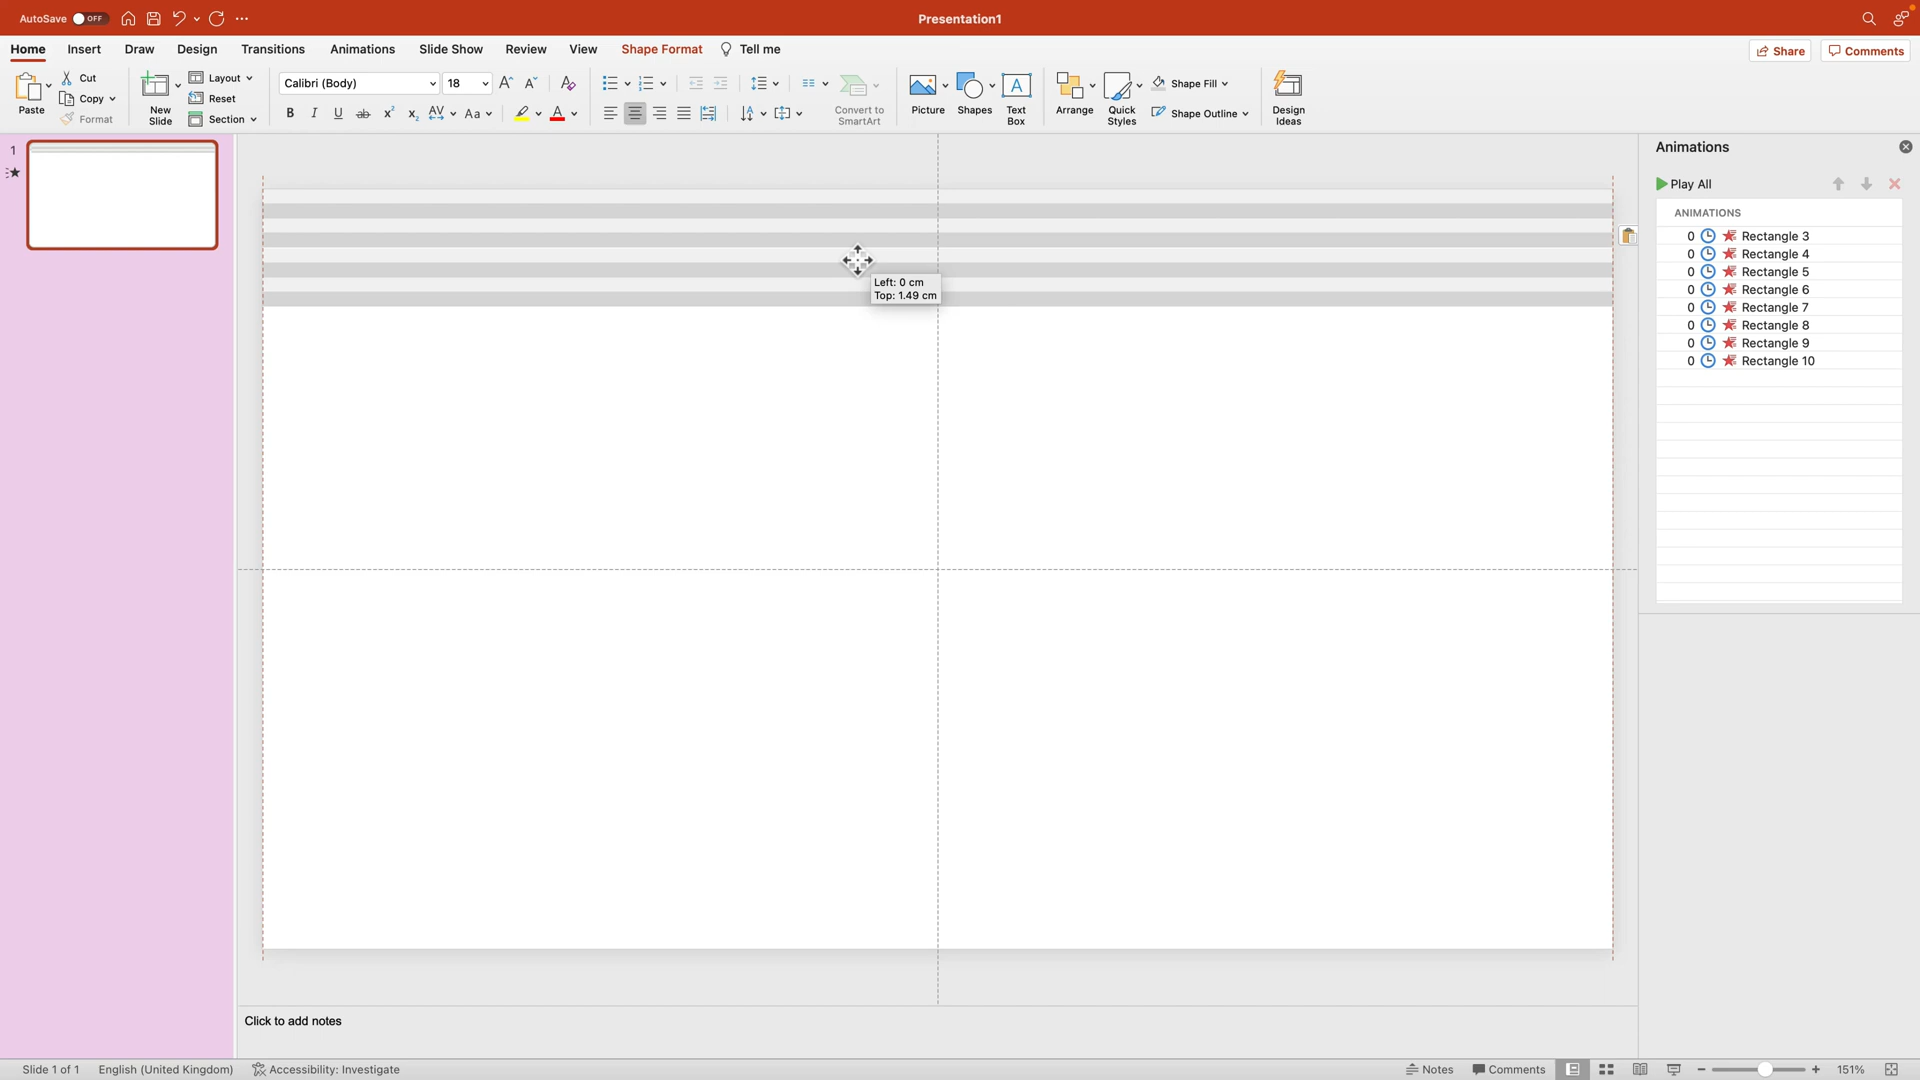 AutoSave OFF
Presentation1
Home Insert Draw Design Transitions Animations Slide Show Review View Shape Format Tell me
Share Comments
Paste
Cut
Copy
Format
New Slide
Layout
Reset
Section
Calibri (Body) 18
Convert to SmartArt
Picture
Shapes
Text Box
Arrange
Quick Styles
Shape Fill
Shape Outline
Design Ideas
1
Left: 0 cm
Top: 1.49 cm
Animations
Play All
ANIMATIONS
0 Rectangle 3
0 Rectangle 4
0 Rectangle 5
0 Rectangle 6
0 Rectangle 7
0 Rectangle 8
0 Rectangle 9
0 Rectangle 10
Click to add notes
Slide 1 of 1 English (United Kingdom) Accessibility: Investigate
Notes Comments 151%